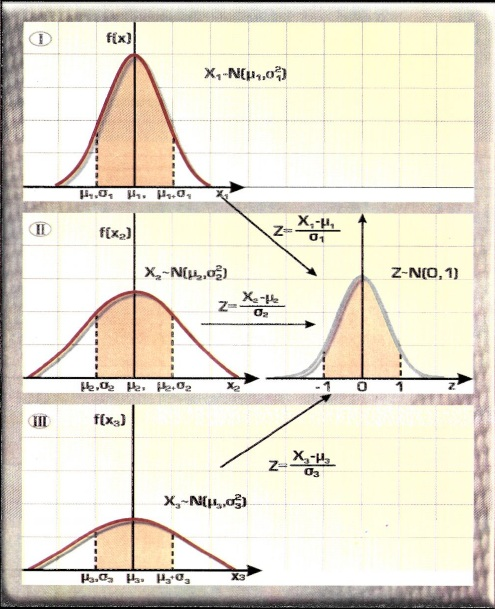 I
f(x)
X₁~N(μ₁,σ₁²)
μ₁,σ₁ μ₁, μ₁+σ₁ x₁
II
f(x₂)
X₂~N(μ₂,σ₂²)
μ₂,σ₂ μ₂, μ₂+σ₂ x₂
Z=X₁-μ₁/σ₁
Z=X₂-μ₂/σ₂
Z~N(0,1)
-1 0 1 z
III
f(x₃)
X₃~N(μ₃,σ₃²)
Z=X₃-μ₃/σ₃
μ₃,σ₃ μ₃, μ₃+σ₃ x₃